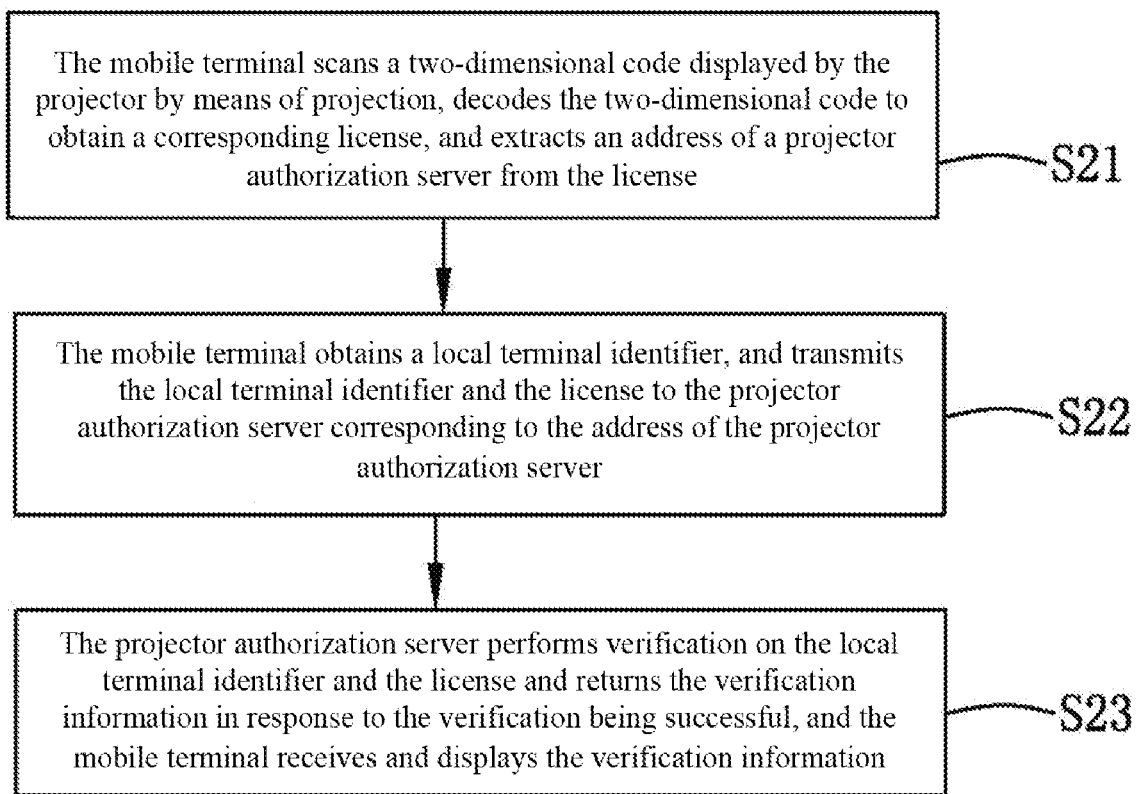 The mobile terminal scans a two-dimensional code displayed by the
projector by means of projection, decodes the two-dimensional code to
obtain a corresponding license, and extracts an address of a projector
authorization server from the license
S21
The mobile terminal obtains a local terminal identifier, and transmits
the local terminal identifier and the license to the projector
authorization server corresponding to the address of the projector
authorization server
S22
The projector authorization server performs verification on the local
terminal identifier and the license and returns the verification
information in response to the verification being successful, and the
mobile terminal receives and displays the verification information
S23